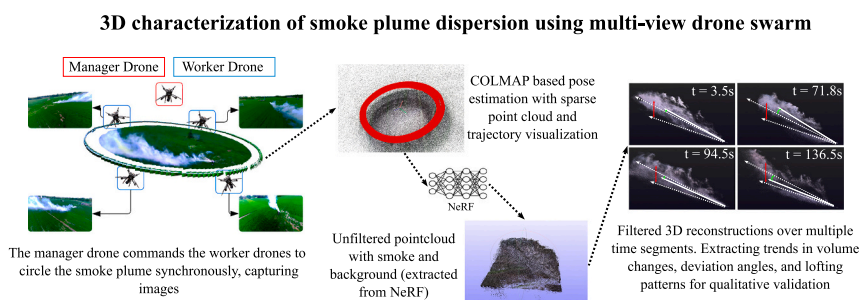 3D characterization of smoke plume dispersion using multi-view drone swarm
Manager Drone
Worker Drone
The manager drone commands the worker drones to
circle the smoke plume synchronously, capturing
images
COLMAP based pose
estimation with sparse
point cloud and
trajectory visualization
NeRF
Unfiltered pointcloud
with smoke and
background (extracted
from NeRF)
t = 3.5s
t = 71.8s
t = 94.5s
t = 136.5s
Filtered 3D reconstructions over multiple
time segments. Extracting trends in volume
changes, deviation angles, and lofting
patterns for qualitative validation